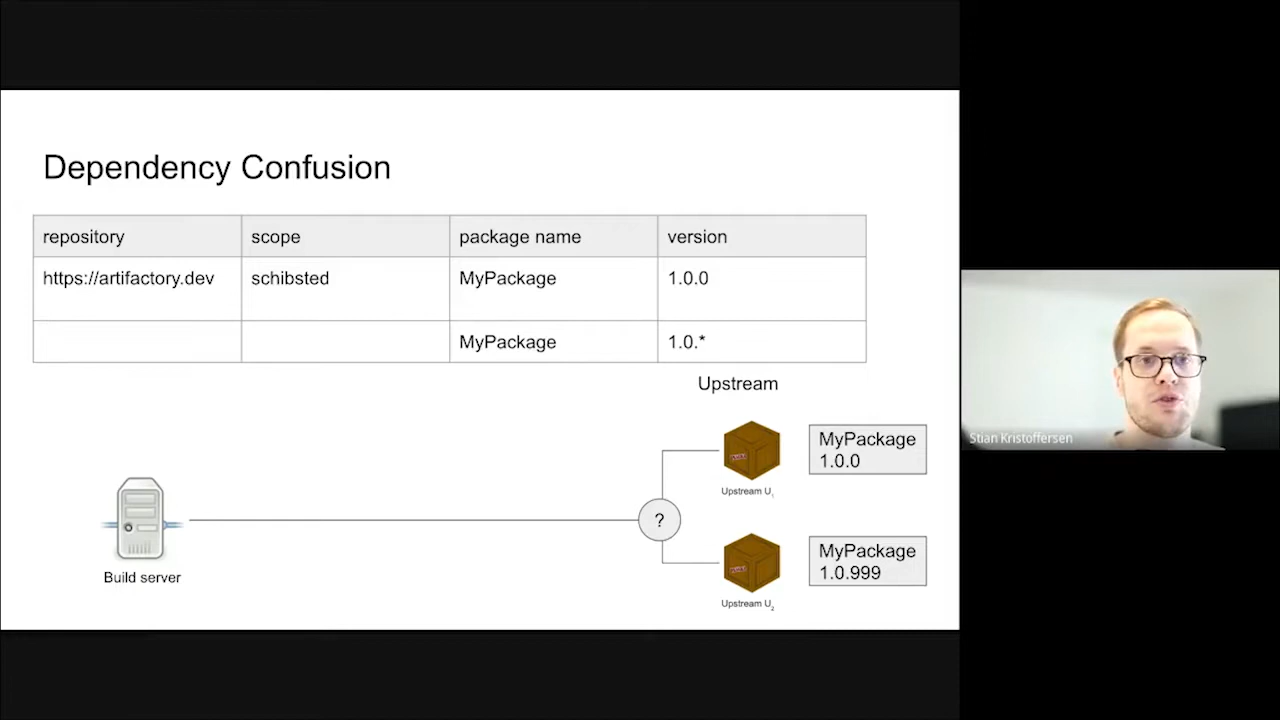 Dependency Confusion
repository scope package name version
https://artifactory.dev schibsted MyPackage 1.0.0
MyPackage 1.0.*
Upstream
MyPackage
1.0.0
Upstream U1
?
MyPackage
1.0.999
Build server
Upstream U2
Stian Kristoffersen